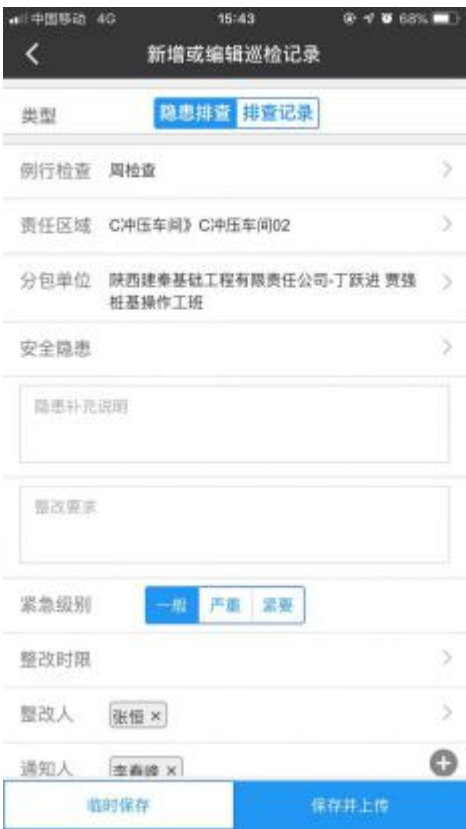 中国移动 4G 15:43 68%
新增或编辑巡检记录
类型 隐患排查 排查记录
例行检查 周检查
责任区域 C冲压车间》C冲压车间02
分包单位 陕西建秦基础工程有限责任公司-丁跃进 贾强
桩基操作工班
安全隐患
隐患补充说明
整改要求
紧急级别 一般 严重 紧要
整改时限
整改人 张恒 ×
通知人 李春峰 ×
临时保存 保存并上传